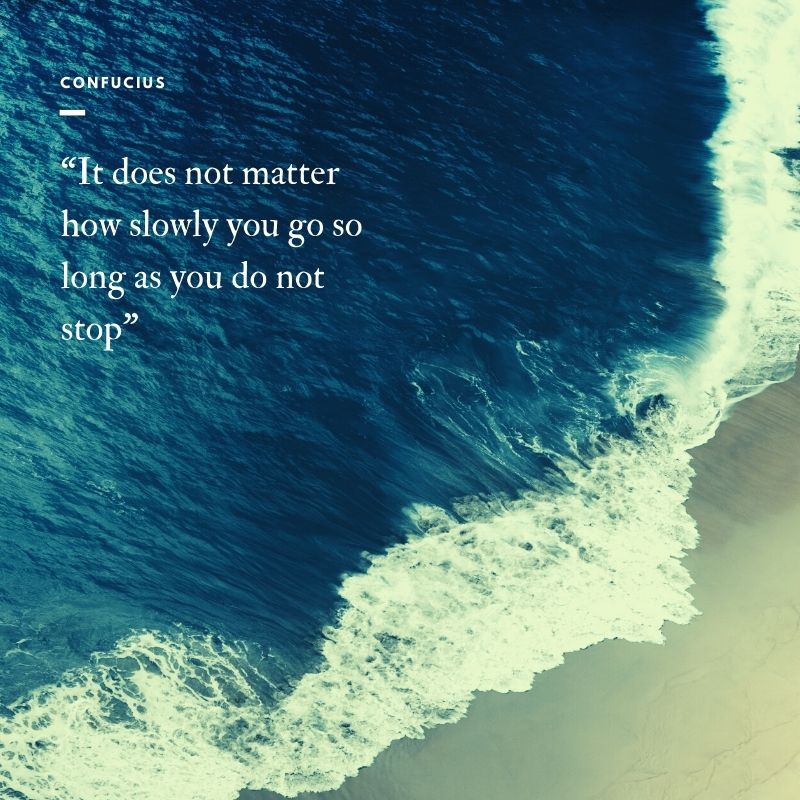 CONFUCIUS
“It does not matter
how slowly you go so
long as you do not
stop”